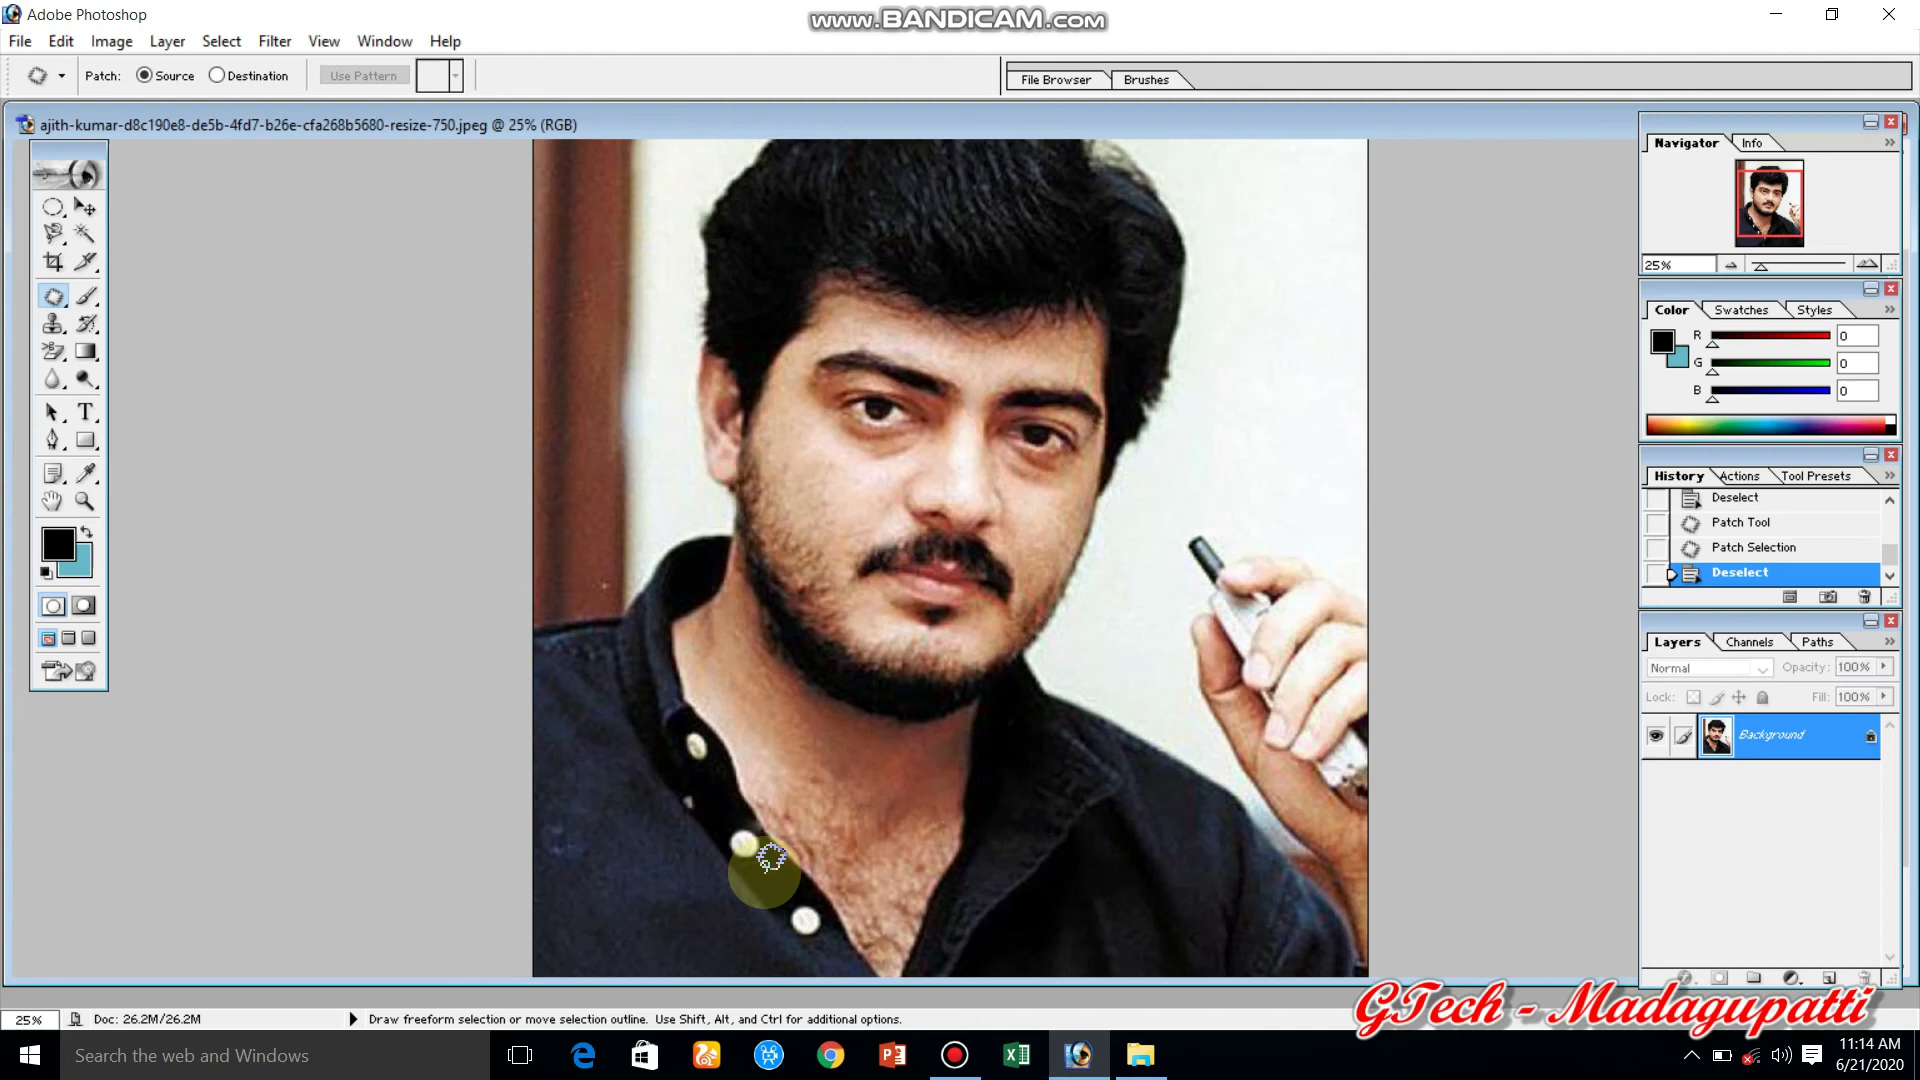 Adobe Photoshop
www.BANDICAM.com
File Edit Image Layer Select Filter View Window Help
Patch: Source Destination Use Pattern
File Browser Brushes
ajith-kumar-d8c190e8-de5b-4fd7-b26e-cfa268b5680-resize-750.jpeg @ 25% (RGB)
Navigator Info
25%
Color Swatches Styles
R 0
G 0
B 0
History Actions Tool Presets
Deselect
Patch Tool
Patch Selection
Deselect
Layers Channels Paths
Normal Opacity: 100%
Lock: Fill: 100%
Background
T
GTech - Madagupatti
25% Doc: 26.2M/26.2M Draw freeform selection or move selection outline. Use Shift, Alt, and Ctrl for additional options.
Search the web and Windows
11:14 AM
6/21/2020